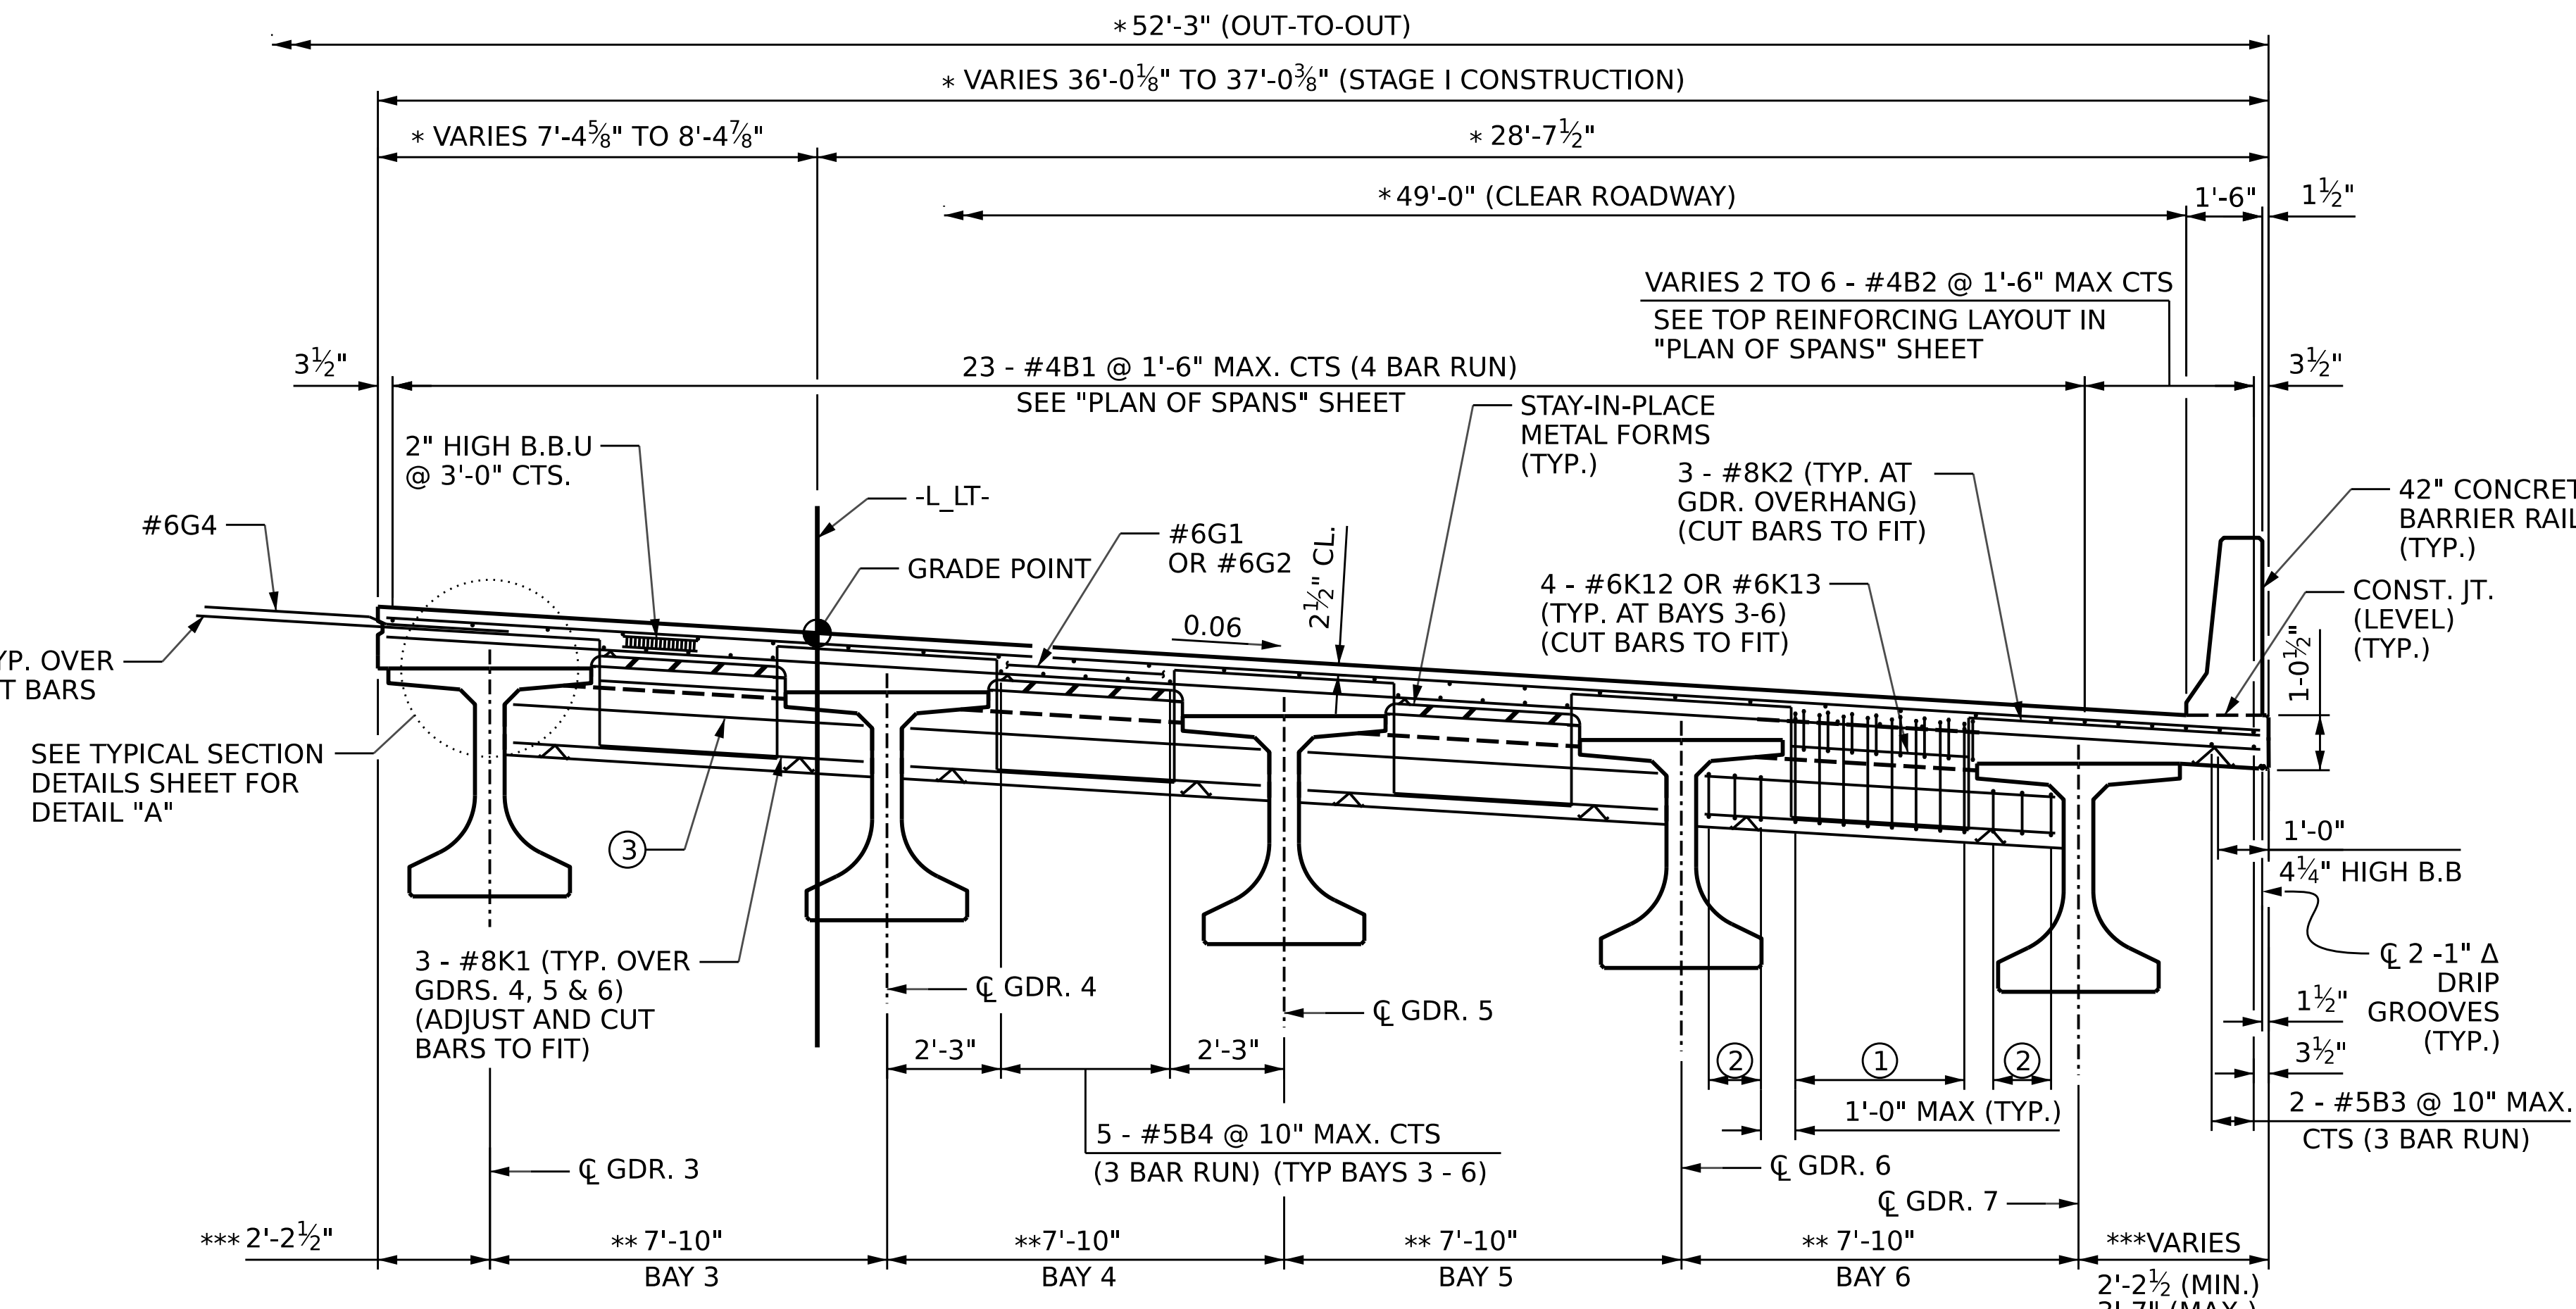 * 52'-3" (OUT-TO-OUT)
* VARIES 36'-0⅛" TO 37'-0⅜" (STAGE I CONSTRUCTION)
* VARIES 7'-4⅝" TO 8'-4⅞"
* 28'-7½"
* 49'-0" (CLEAR ROADWAY)
1'-6"
1½"
VARIES 2 TO 6 - #4B2 @ 1'-6" MAX CTS
SEE TOP REINFORCING LAYOUT IN
"PLAN OF SPANS" SHEET
3½"
23 - #4B1 @ 1'-6" MAX. CTS (4 BAR RUN)
SEE "PLAN OF SPANS" SHEET
3½"
2" HIGH B.B.U
@ 3'-0" CTS.
STAY-IN-PLACE
METAL FORMS
(TYP.)
3 - #8K2 (TYP. AT
GDR. OVERHANG)
(CUT BARS TO FIT)
42" CONCRET
BARRIER RAIL
(TYP.)
-L_LT-
#6G4
#6G1
OR #6G2
2½" CL.
GRADE POINT
4 - #6K12 OR #6K13
(TYP. AT BAYS 3-6)
(CUT BARS TO FIT)
CONST. JT.
(LEVEL)
(TYP.)
0.06
1'-0½"
YP. OVER
T BARS
SEE TYPICAL SECTION
DETAILS SHEET FOR
DETAIL "A"
3
1'-0"
4¼" HIGH B.B
3 - #8K1 (TYP. OVER
GDRS. 4, 5 & 6)
(ADJUST AND CUT
BARS TO FIT)
℄ GDR. 4
℄ GDR. 5
℄ 2 -1" Δ
DRIP
GROOVES
(TYP.)
1½"
3½"
2'-3"
2'-3"
2
1
2
1'-0" MAX (TYP.)
2 - #5B3 @ 10" MAX.
CTS (3 BAR RUN)
5 - #5B4 @ 10" MAX. CTS
(3 BAR RUN) (TYP BAYS 3 - 6)
℄ GDR. 3
℄ GDR. 6
℄ GDR. 7
*** 2'-2½"
** 7'-10"
**7'-10"
** 7'-10"
** 7'-10"
***VARIES
BAY 3
BAY 4
BAY 5
BAY 6
2'-2½ (MIN.)
3'-7" (MAX.)